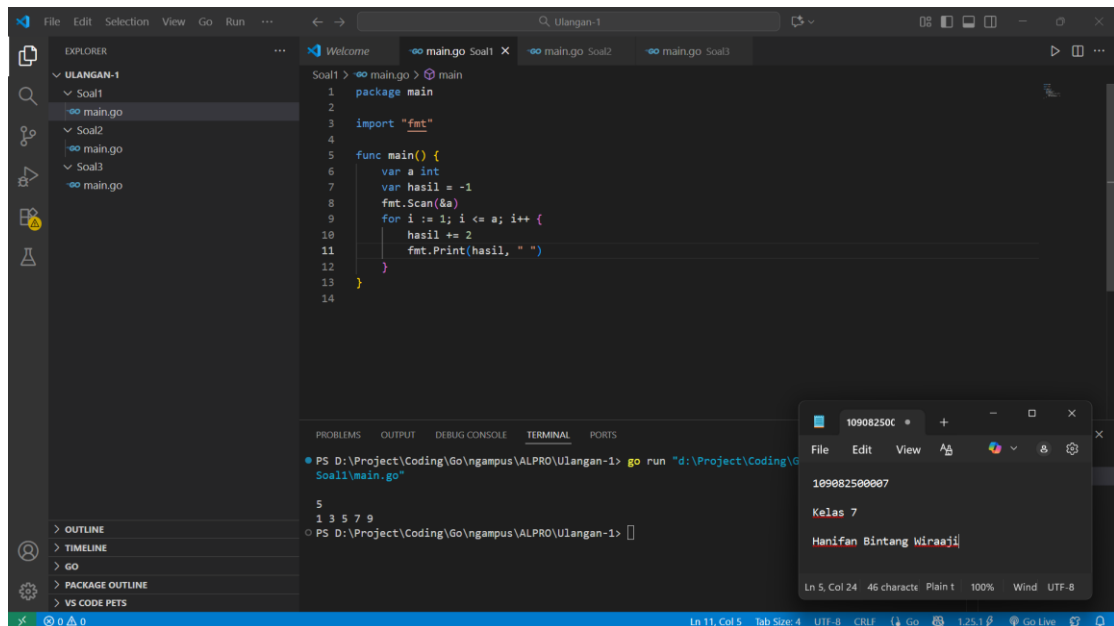 File Edit Selection View Go Run ...
Ulangan-1
EXPLORER ...
ULANGAN-1
Soal1
main.go
Soal2
main.go
Soal3
main.go
OUTLINE
TIMELINE
GO
PACKAGE OUTLINE
VS CODE PETS
Welcome main.go Soal1 main.go Soal2 main.go Soal3
Soal1 > main.go > main
1 package main
2
3 import "fmt"
4
5 func main() {
6 var a int
7 var hasil = -1
8 fmt.Scan(&a)
9 for i := 1; i <= a; i++ {
10 hasil += 2
11 fmt.Print(hasil, " ")
12 }
13 }
14
PROBLEMS OUTPUT DEBUG CONSOLE TERMINAL PORTS
PS D:\Project\Coding\Go\ngampus\ALPRO\Ulangan-1> go run "d:\Project\Coding\G
Soal1\main.go"
5
1 3 5 7 9
PS D:\Project\Coding\Go\ngampus\ALPRO\Ulangan-1>
10908250C
File Edit View
109082500007
Kelas 7
Hanifan Bintang Wiraaji
Ln 5, Col 24 46 characte Plain t 100% Wind UTF-8
0 0 Ln 11, Col 5 Tab Size: 4 UTF-8 CRLF Go 1.25.1 Go Live